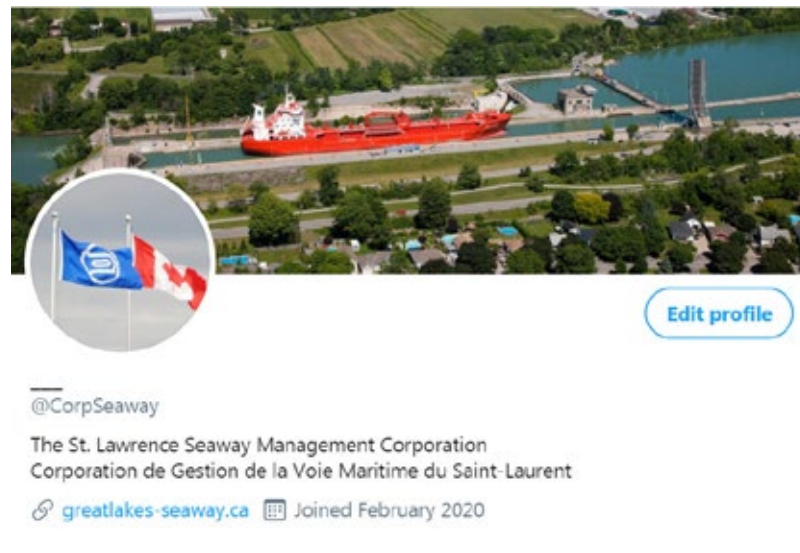 Edit profile
___
@CorpSeaway
The St. Lawrence Seaway Management Corporation
Corporation de Gestion de la Voie Maritime du Saint-Laurent
greatlakes-seaway.ca Joined February 2020